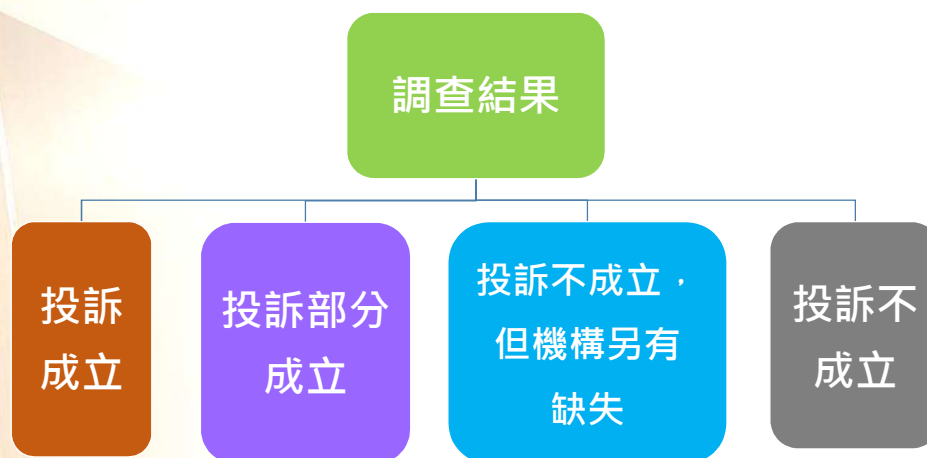 調查結果
投訴
成立
投訴部分
成立
投訴不成立，
但機構另有
缺失
投訴不
成立